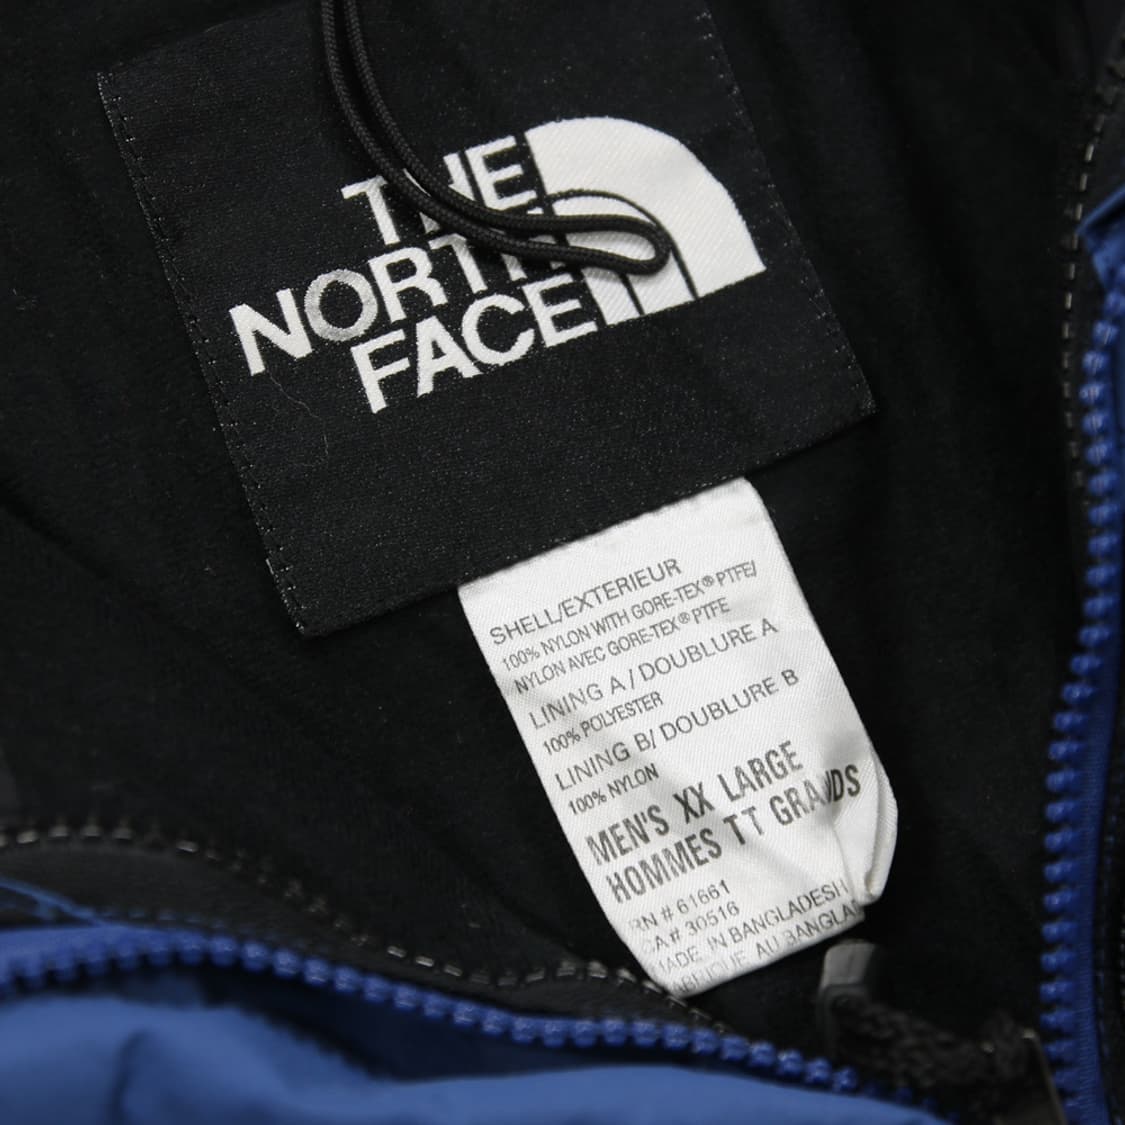 THE
NORTH
FACE
SHELL/EXTERIEUR
100% NYLON WITH GORE-TEX® PTFE/
NYLON AVEC GORE-TEX® PTFE
LINING A / DOUBLURE A
100% POLYESTER
LINING B/ DOUBLURE B
100% NYLON
MEN'S XX LARGE
HOMMES TT GRANDS
RN # 61661
CA# 30516
MADE IN BANGLADESH
AU